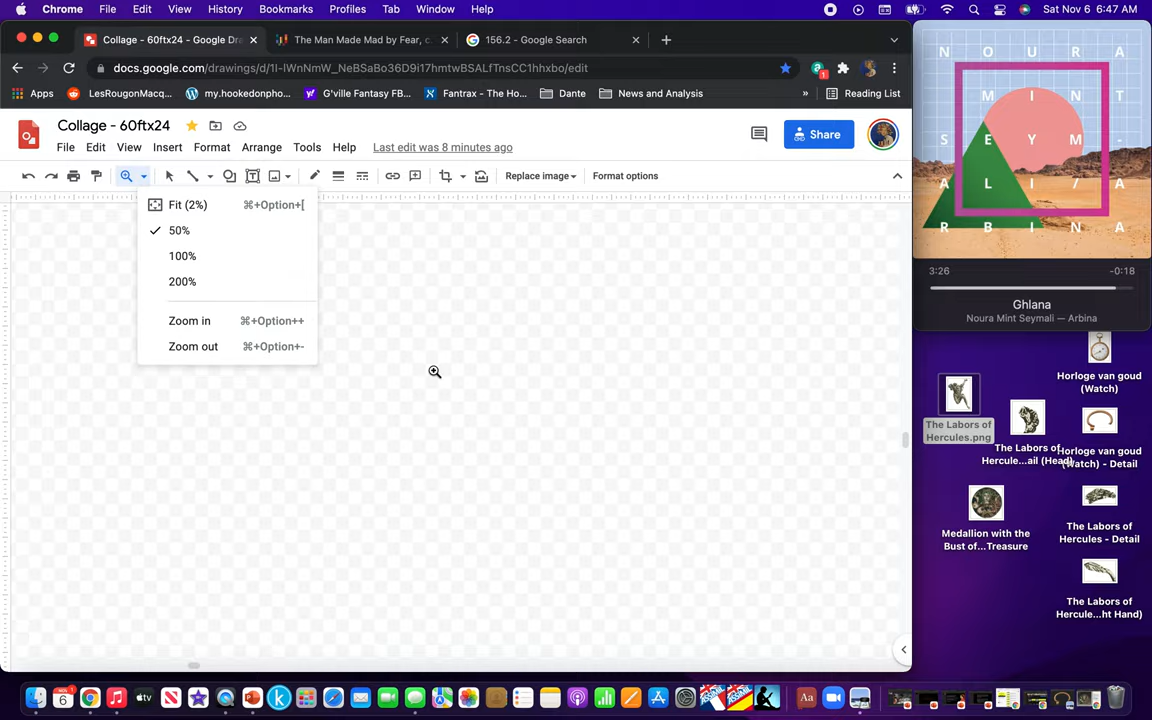 Chrome File Edit View History Bookmarks Profiles Tab Window Help Sat Nov 6 6:47 AM
Collage - 60ftx24 - Google Dra
The Man Made Mad by Fear, c.
156.2 - Google Search
docs.google.com/drawings/d/1I-IWnNmW_NeBSaBo36D9i17hmtwBSALfTnsCC1hhxbo/edit
1
Apps LesRougonMacq... my.hookedonpho... G'ville Fantasy FB... Fantrax - The Ho... Dante News and Analysis » Reading List
Collage - 60ftx24
Share
File Edit View Insert Format Arrange Tools Help Last edit was 8 minutes ago
Replace image Format options
Fit (2%) ⌘+Option+[
50%
100%
200%
Zoom in ⌘+Option++
Zoom out ⌘+Option+-
N O U R A
M I N T
S E Y M -
A L I / A
R B I N A
3:26 -0:18
Ghlana
Noura Mint Seymali — Arbina
Horloge van goud
(Watch)
The Labors of
Hercules.png
The Labors of
Hercule...ail (Head)
Horloge van goud
(Watch) - Detail
Medallion with the
Bust of...Treasure
The Labors of
Hercules - Detail
The Labors of
Hercule...ht Hand)
NOV
6
tv
Aa